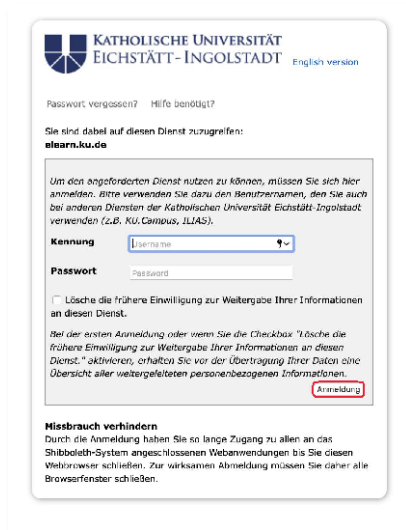 KATHOLISCHE UNIVERSITÄT
EICHSTÄTT-INGOLSTADT
English version
Passwort vergessen? Hilfe benötigt?
Sie sind dabei auf diesen Dienst zuzugreifen:
elearn.ku.de
Um den angeforderten Dienst nutzen zu können, müssen Sie sich hier
anmelden. Bitte verwenden Sie dazu den Benutzernamen, den Sie auch
bei anderen Diensten der Katholischen Universität Eichstätt-Ingolstadt
verwenden (z.B. KU.Campus, ILIAS).
Kennung Username
Passwort Password
Lösche die frühere Einwilligung zur Weitergabe Ihrer Informationen
an diesen Dienst.
Bei der ersten Anmeldung oder wenn Sie die Checkbox "Lösche die
frühere Einwilligung zur Weitergabe Ihrer Informationen an diesen
Dienst." aktivieren, erhalten Sie vor der Übertragung Ihrer Daten eine
Übersicht aller weitergeleiteten personenbezogenen Informationen.
Anmeldung
Missbrauch verhindern
Durch die Anmeldung haben Sie so lange Zugang zu allen an das
Shibboleth-System angeschlossenen Webanwendungen bis Sie diesen
Webbrowser schließen. Zur wirksamen Abmeldung müssen Sie daher alle
Browserfenster schließen.